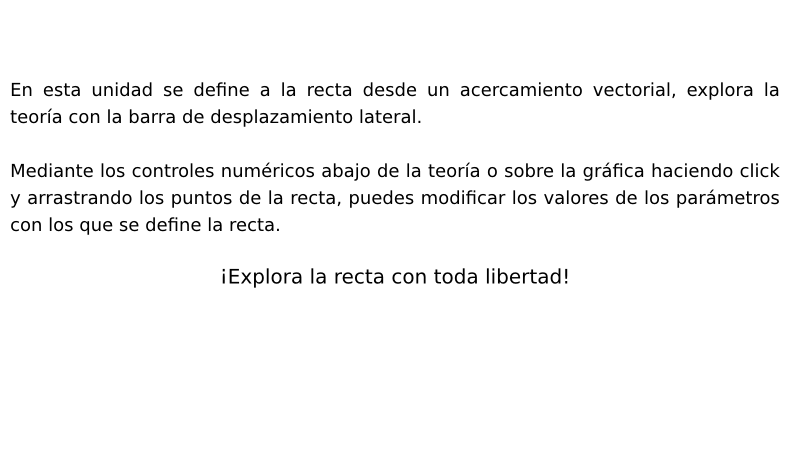 En esta unidad se define a la recta desde un acercamiento vectorial, explora la
teoría con la barra de desplazamiento lateral.
Mediante los controles numéricos abajo de la teoría o sobre la gráfica haciendo click
y arrastrando los puntos de la recta, puedes modificar los valores de los parámetros
con los que se define la recta.
¡Explora la recta con toda libertad!